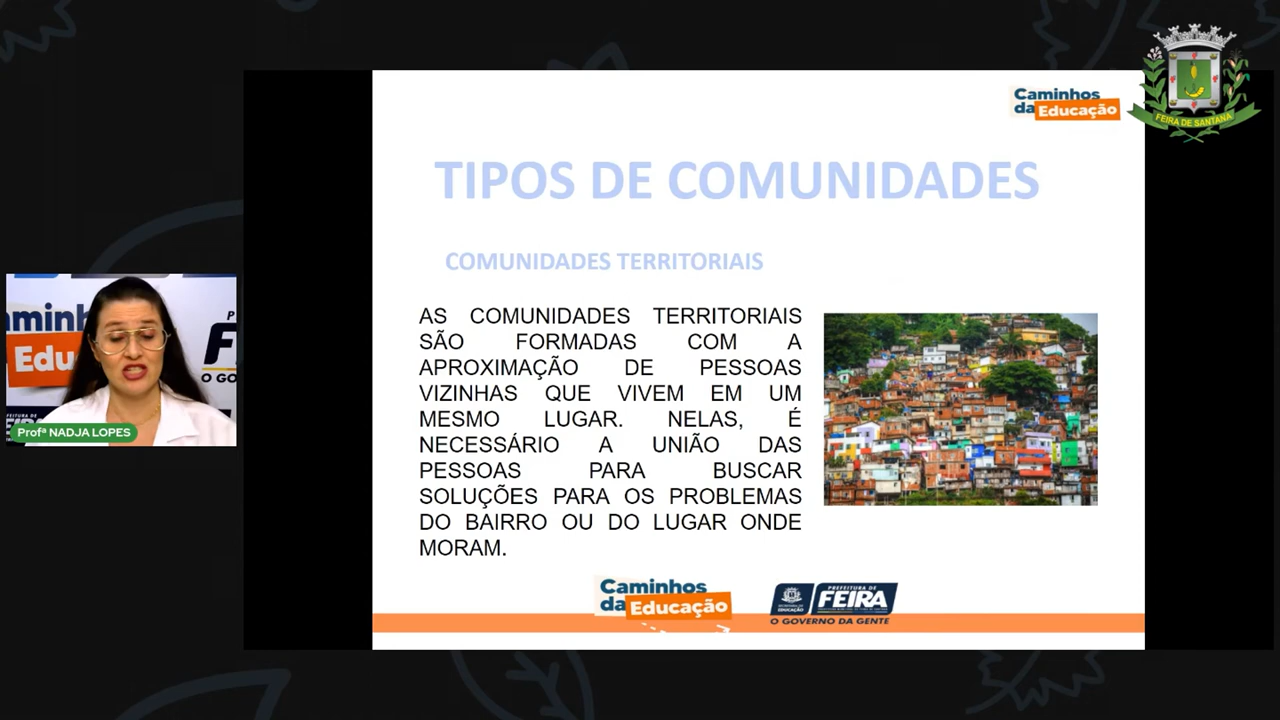 Caminhos
da Educação
FEIRA DE SANTANA
TIPOS DE COMUNIDADES
COMUNIDADES TERRITORIAIS
AS COMUNIDADES TERRITORIAIS
SÃO FORMADAS COM A
APROXIMAÇÃO DE PESSOAS
VIZINHAS QUE VIVEM EM UM
MESMO LUGAR. NELAS, É
NECESSÁRIO A UNIÃO DAS
PESSOAS PARA BUSCAR
SOLUÇÕES PARA OS PROBLEMAS
DO BAIRRO OU DO LUGAR ONDE
MORAM.
Profª NADJA LOPES
Caminhos
da Educação
PREFEITURA DE
FEIRA
O GOVERNO DA GENTE